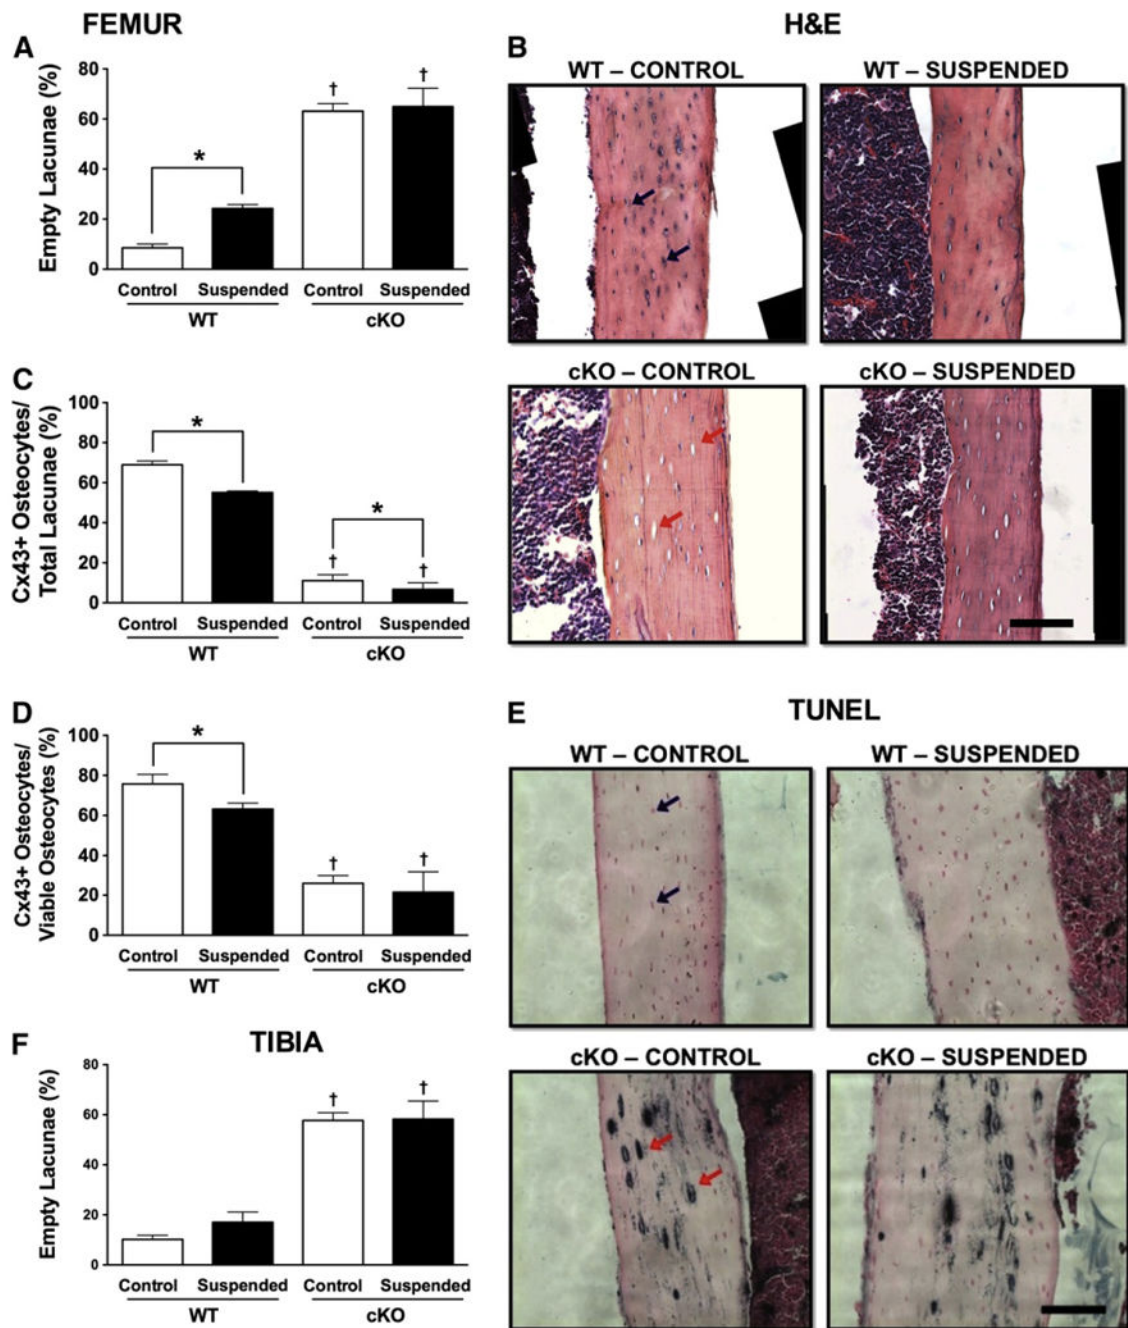 FEMUR
A
Empty Lacunae (%)
80
60
40
20
0
*
†
†
Control Suspended Control Suspended
WT cKO
B
H&E
WT – CONTROL
WT – SUSPENDED
cKO – CONTROL
cKO – SUSPENDED
C
Cx43+ Osteocytes/
Total Lacunae (%)
100
80
60
40
20
0
*
*
†
†
Control Suspended Control Suspended
WT cKO
D
Cx43+ Osteocytes/
Viable Osteocytes (%)
100
80
60
40
20
0
*
†
†
Control Suspended Control Suspended
WT cKO
E
TUNEL
WT – CONTROL
WT – SUSPENDED
cKO – CONTROL
cKO – SUSPENDED
F
TIBIA
Empty Lacunae (%)
80
60
40
20
0
†
†
Control Suspended Control Suspended
WT cKO